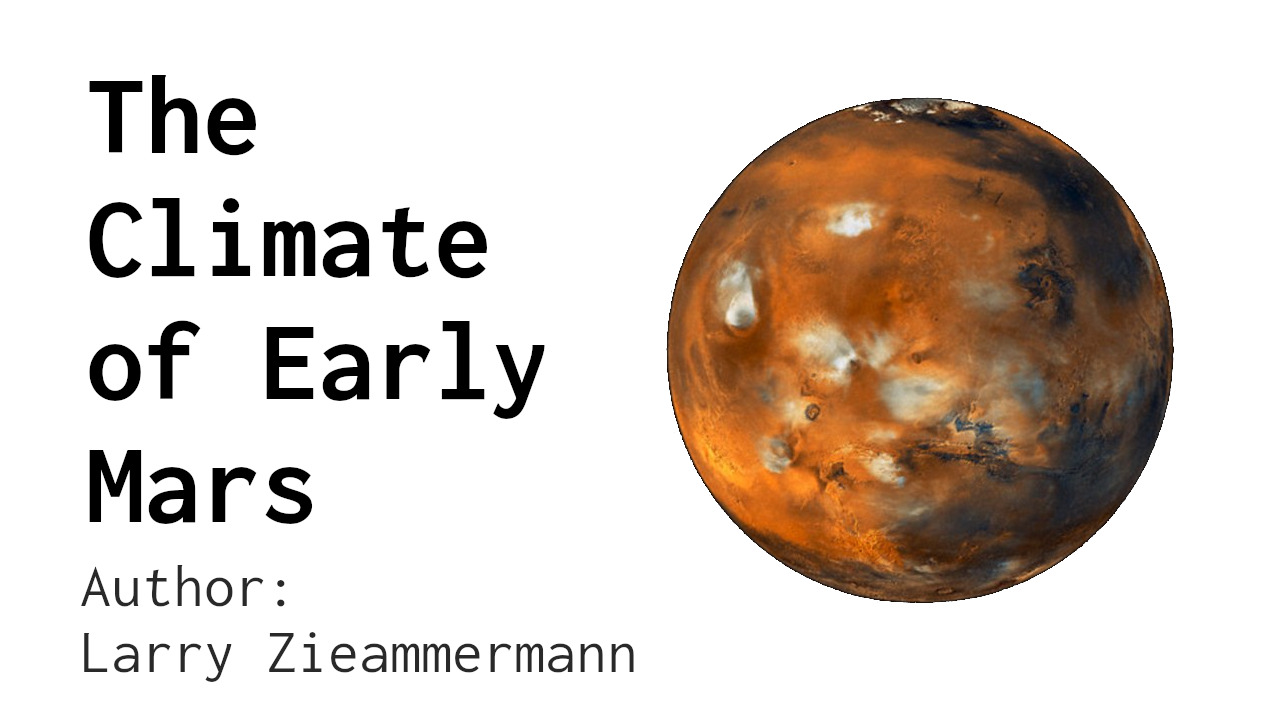 The
Climate
of Early
Mars
Author:
Larry Zieammermann